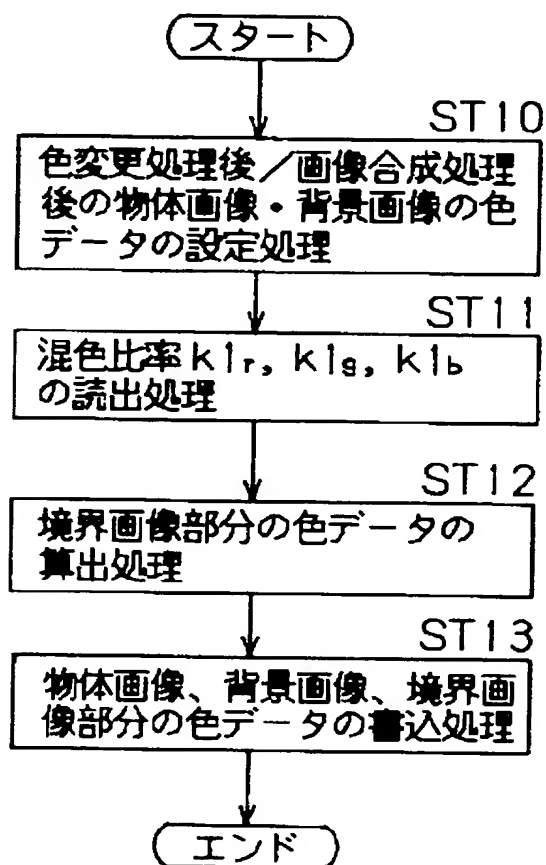 スタート
ST10
色変更処理後／画像合成処理
後の物体画像・背景画像の色
データの設定処理
ST11
混色比率k1r, k1g, k1b
の読出処理
ST12
境界画像部分の色データの
算出処理
ST13
物体画像、背景画像、境界画
像部分の色データの書込処理
エンド